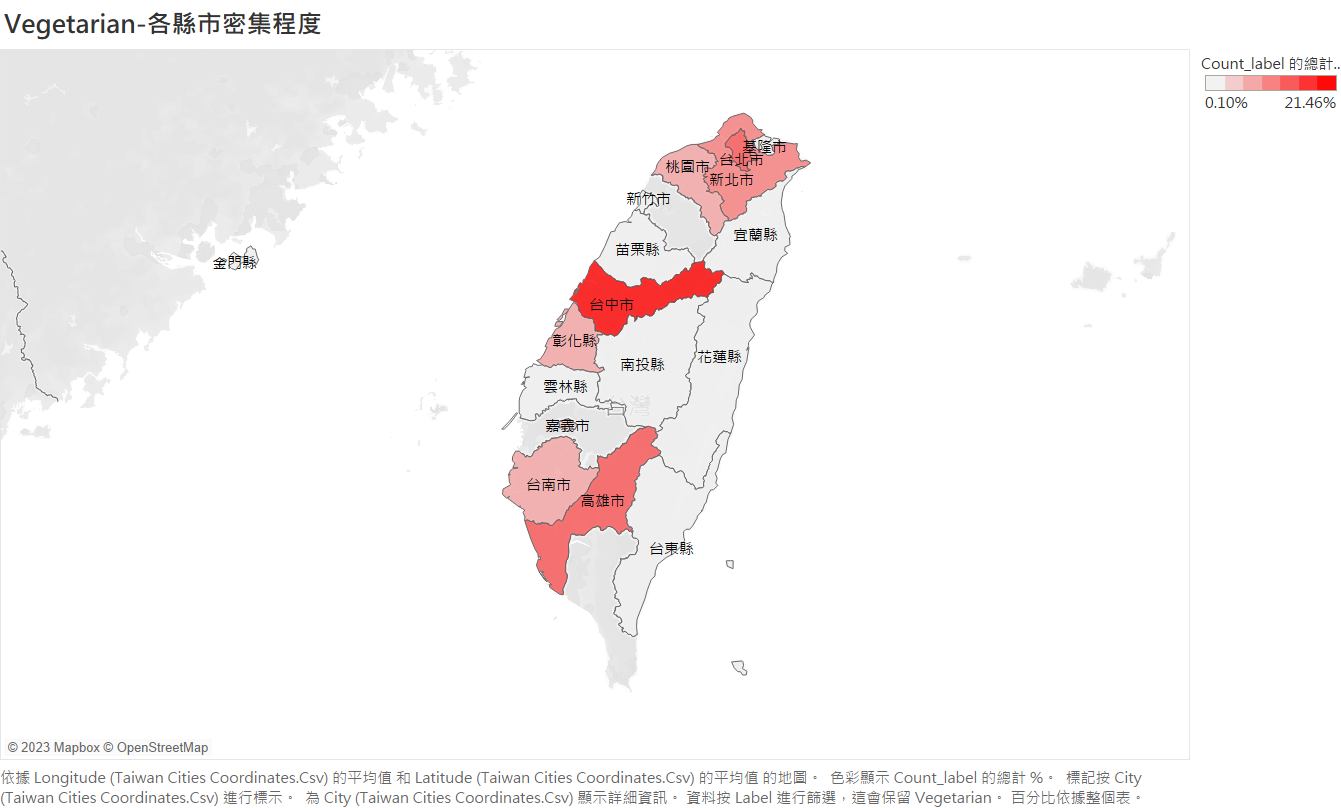 Vegetarian-各縣市密集程度
Count_label 的總計..
0.10% 21.46%
基隆市
台北市
桃園市
新北市
新竹市
宜蘭縣
苗栗縣
金門縣
台中市
彰化縣
花蓮縣
南投縣
雲林縣
台灣
嘉義市
台南市
高雄市
台東縣
© 2023 Mapbox © OpenStreetMap
依據 Longitude (Taiwan Cities Coordinates.Csv) 的平均值 和 Latitude (Taiwan Cities Coordinates.Csv) 的平均值 的地圖。 色彩顯示 Count_label 的總計 %。 標記按 City
(Taiwan Cities Coordinates.Csv) 進行標示。 為 City (Taiwan Cities Coordinates.Csv) 顯示詳細資訊。 資料按 Label 進行篩選，這會保留 Vegetarian。 百分比依據整個表。